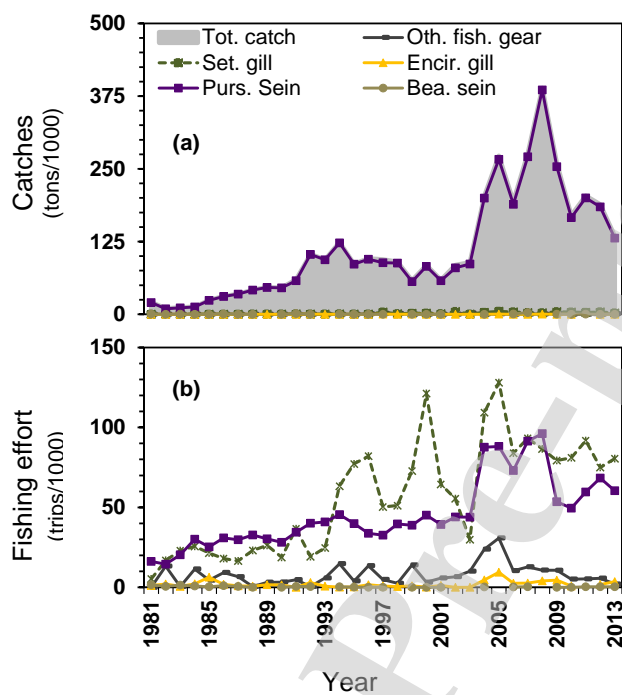 500
Tot. catch
Oth. fish. gear
Set. gill
Encir. gill
Purs. Sein
Bea. sein
375
(a)
250
125
0
Catches
(tons/1000)
150
(b)
100
50
0
Fishing effort
(trips/1000)
1981
1985
1989
1993
1997
2001
2005
2009
2013
Year
Pre-